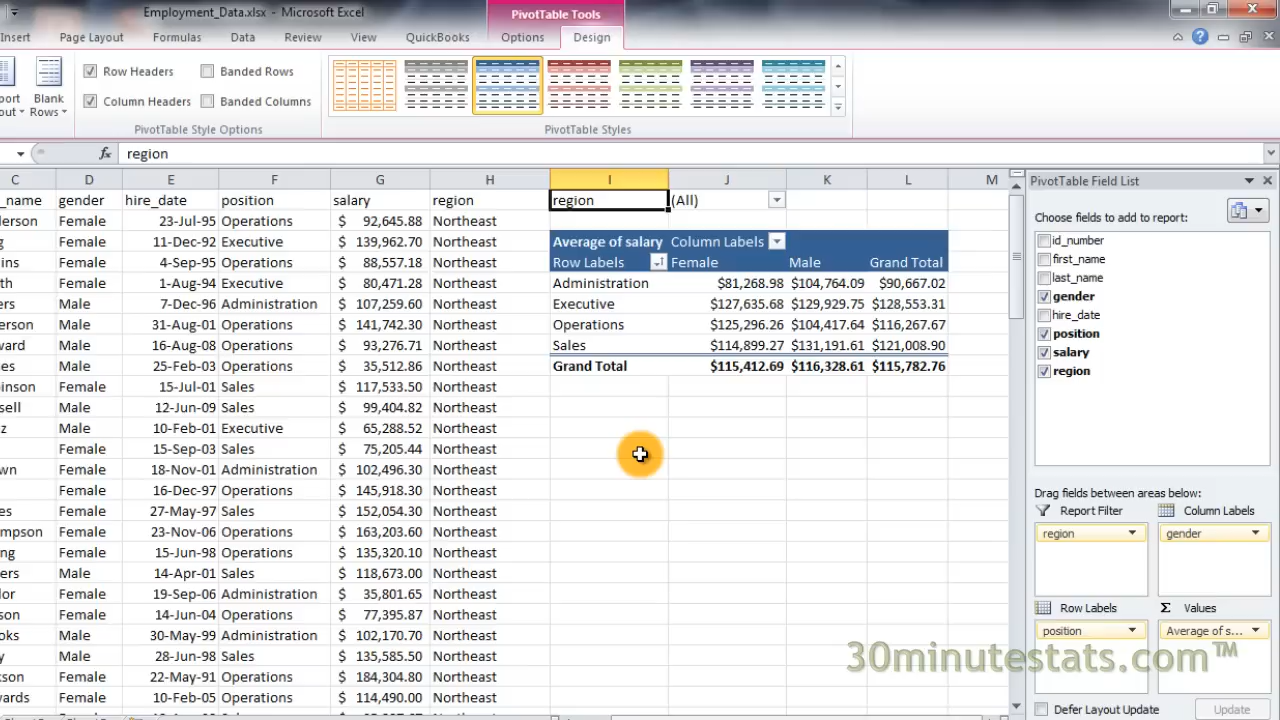 Employment_Data.xlsx - Microsoft Excel
PivotTable Tools
Insert Page Layout Formulas Data Review View QuickBooks Options Design
Row Headers Banded Rows
Blank Rows
Column Headers Banded Columns
PivotTable Style Options PivotTable Styles
fx region
C D E F G H I J K L M
_name gender hire_date position salary region region (All)
derson Female 23-Jul-95 Operations $ 92,645.88 Northeast
Female 11-Dec-92 Executive $ 139,962.70 Northeast Average of salary Column Labels
ins Female 4-Sep-95 Operations $ 88,557.18 Northeast Row Labels Female Male Grand Total
th Female 1-Aug-94 Executive $ 80,471.28 Northeast Administration $81,268.98 $104,764.09 $90,667.02
ers Male 7-Dec-96 Administration $ 107,259.60 Northeast Executive $127,635.68 $129,929.75 $128,553.31
erson Male 31-Aug-01 Operations $ 141,742.30 Northeast Operations $125,296.26 $104,417.64 $116,267.67
ward Male 16-Aug-08 Operations $ 93,276.71 Northeast Sales $114,899.27 $131,191.61 $121,008.90
es Male 25-Feb-03 Operations $ 35,512.86 Northeast Grand Total $115,412.69 $116,328.61 $115,782.76
inson Female 15-Jul-01 Sales $ 117,533.50 Northeast
sell Male 12-Jun-09 Sales $ 99,404.82 Northeast
z Male 10-Feb-01 Executive $ 65,288.52 Northeast
Female 15-Sep-03 Sales $ 75,205.44 Northeast
wn Female 18-Nov-01 Administration $ 102,496.30 Northeast
Female 16-Dec-97 Operations $ 145,918.30 Northeast
es Female 27-May-97 Sales $ 152,054.30 Northeast
mpson Female 23-Nov-06 Operations $ 163,203.60 Northeast
ng Female 15-Jun-98 Operations $ 135,320.10 Northeast
ers Male 14-Apr-01 Sales $ 118,673.00 Northeast
lor Female 19-Sep-06 Administration $ 35,801.65 Northeast
son Female 14-Jun-04 Operations $ 77,395.87 Northeast
oks Male 30-May-99 Administration $ 102,170.70 Northeast
y Male 28-Jun-98 Sales $ 135,585.50 Northeast
kson Female 22-May-91 Operations $ 184,304.80 Northeast
wards Female 10-Feb-05 Operations $ 114,490.00 Northeast
PivotTable Field List
Choose fields to add to report:
id_number
first_name
last_name
gender
hire_date
position
salary
region
Drag fields between areas below:
Report Filter Column Labels
region gender
Row Labels Σ Values
position Average of s...
Defer Layout Update Update
30minutestats.com™